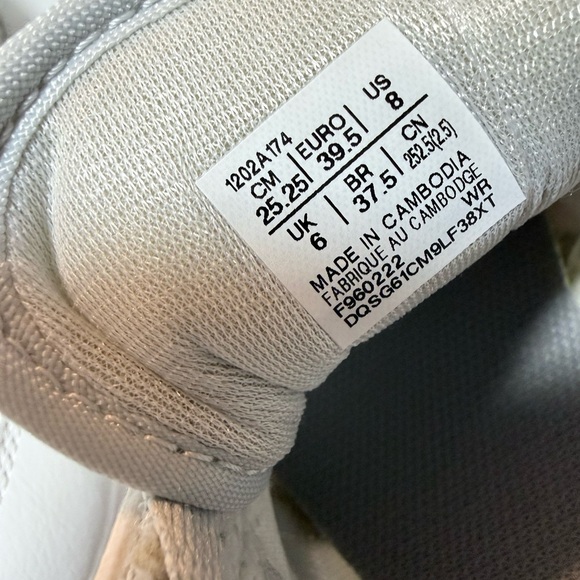 1202A174
CM | EURO | US
25.25 | 39.5 | 8
UK | BR | CN
6 | 37.5 | 252.5(2.5)
MADE IN CAMBODIA
FABRIQUE AU CAMBODGE
F960222 WR
DQSG61CM9LF38XT